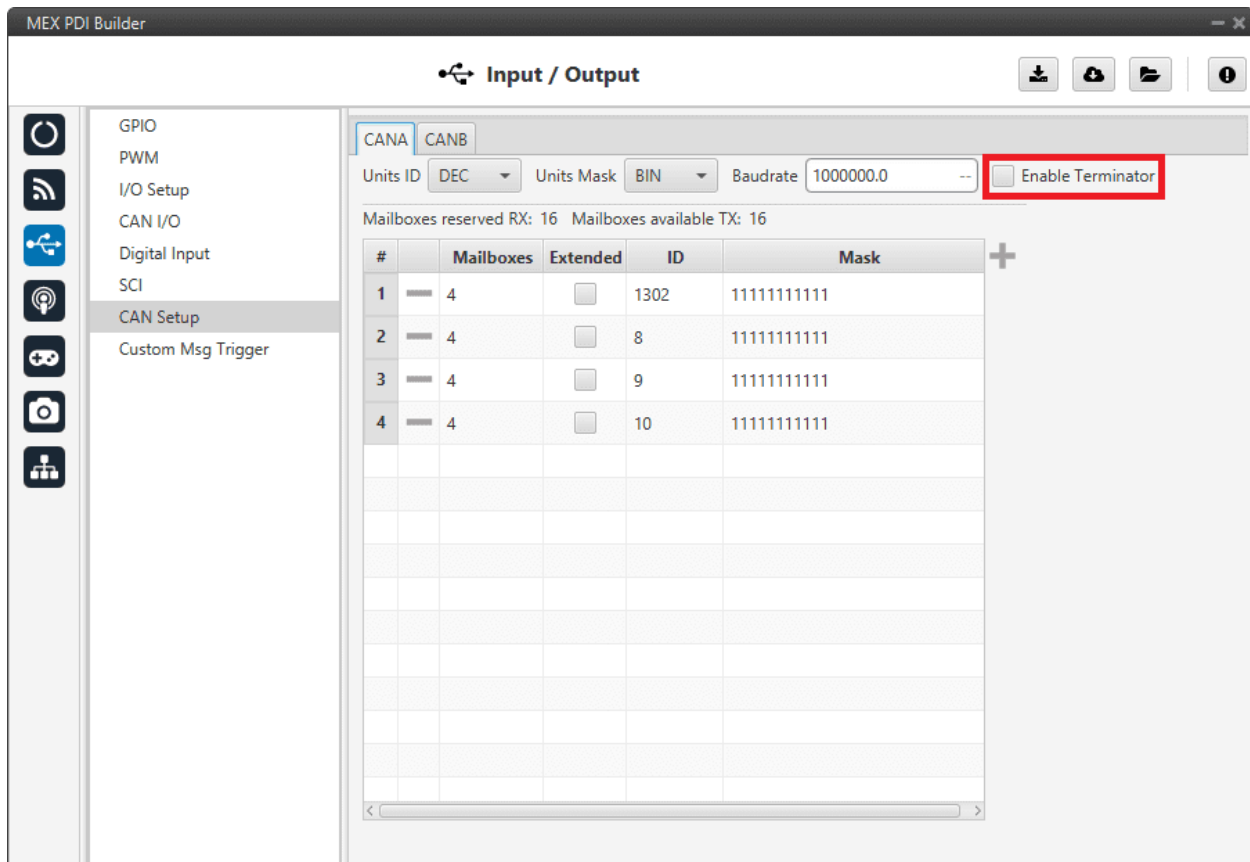 MEX PDI Builder
Input / Output
GPIO
PWM
I/O Setup
CAN I/O
Digital Input
SCI
CAN Setup
Custom Msg Trigger
CANA CANB
Units ID DEC Units Mask BIN Baudrate 1000000.0 -- Enable Terminator
Mailboxes reserved RX: 16 Mailboxes available TX: 16
# Mailboxes Extended ID Mask
1 4 1302 11111111111
2 4 8 11111111111
3 4 9 11111111111
4 4 10 11111111111